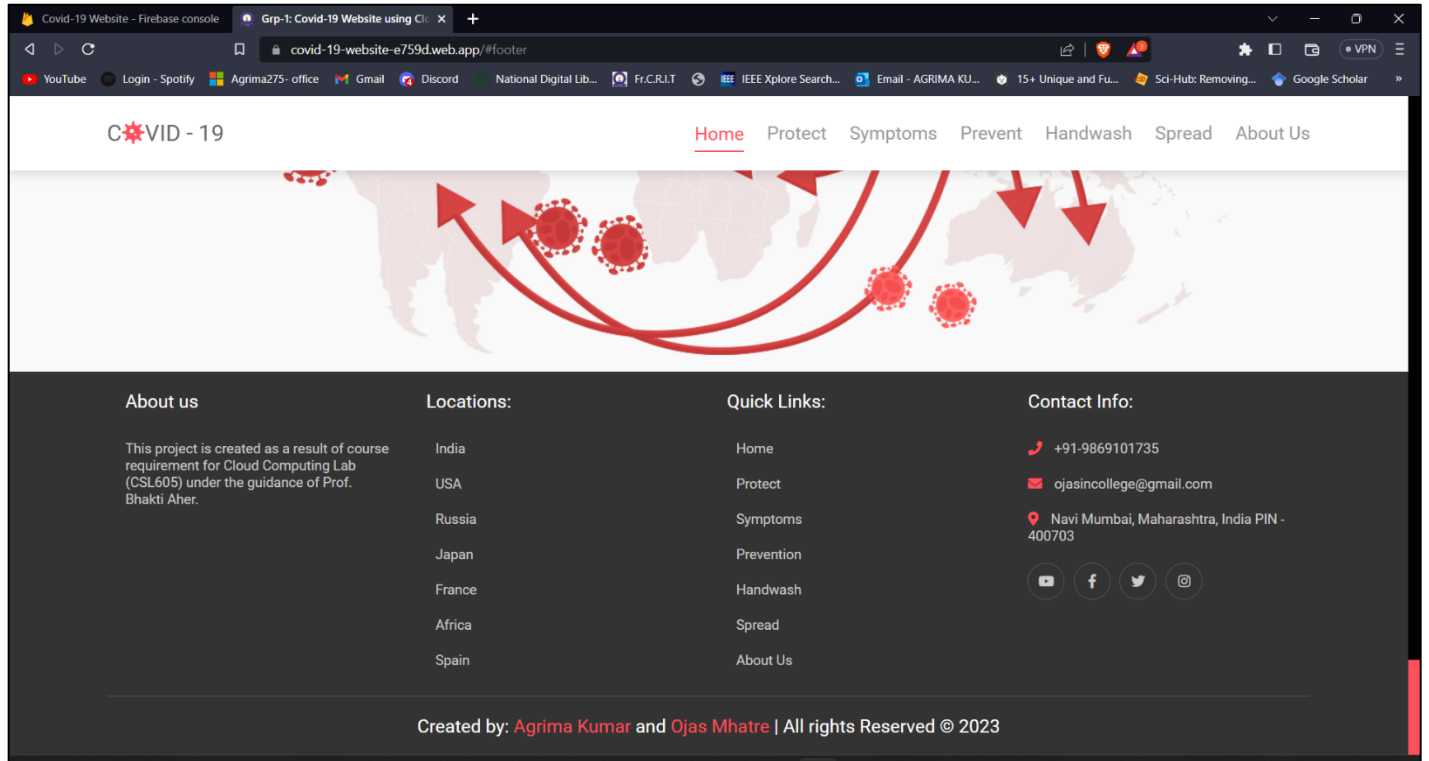 Covid-19 Website - Firebase console
Grp-1: Covid-19 Website using Clo
covid-19-website-e759d.web.app/#footer
VPN
YouTube Login - Spotify Agrima275- office Gmail Discord National Digital Lib... Fr.C.R.I.T IEEE IEEE Xplore Search... Email - AGRIMA KU... 15+ Unique and Fu... Sci-Hub: Removing... Google Scholar »
C VID - 19
Home Protect Symptoms Prevent Handwash Spread About Us
About us
This project is created as a result of course
requirement for Cloud Computing Lab
(CSL605) under the guidance of Prof.
Bhakti Aher.
Locations:
India
USA
Russia
Japan
France
Africa
Spain
Quick Links:
Home
Protect
Symptoms
Prevention
Handwash
Spread
About Us
Contact Info:
+91-9869101735
ojasincollege@gmail.com
Navi Mumbai, Maharashtra, India PIN -
400703
Created by: Agrima Kumar and Ojas Mhatre | All rights Reserved © 2023